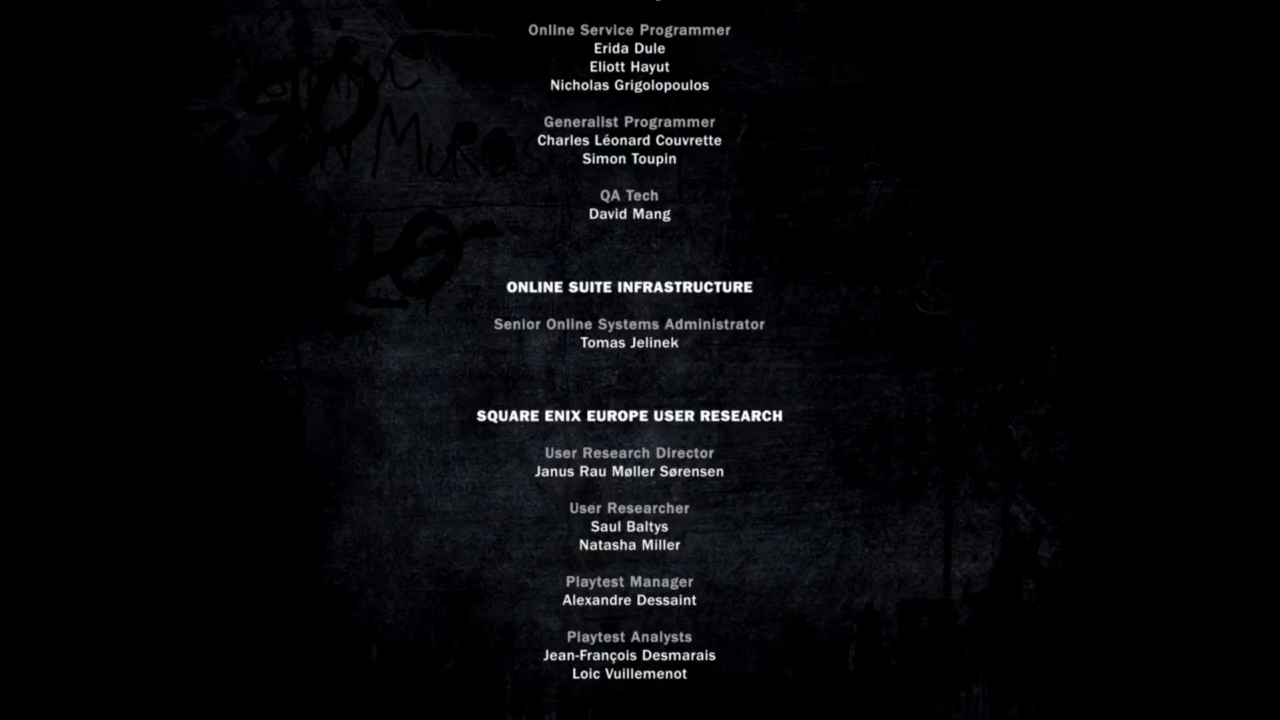 Online Service Programmer
Erida Dule
Eliott Hayut
Nicholas Grigolopoulos
Generalist Programmer
Charles Léonard Couvrette
Simon Toupin
QA Tech
David Mang
ONLINE SUITE INFRASTRUCTURE
Senior Online Systems Administrator
Tomas Jelinek
SQUARE ENIX EUROPE USER RESEARCH
User Research Director
Janus Rau Møller Sørensen
User Researcher
Saul Baltys
Natasha Miller
Playtest Manager
Alexandre Dessaint
Playtest Analysts
Jean-François Desmarais
Loic Vuillemenot